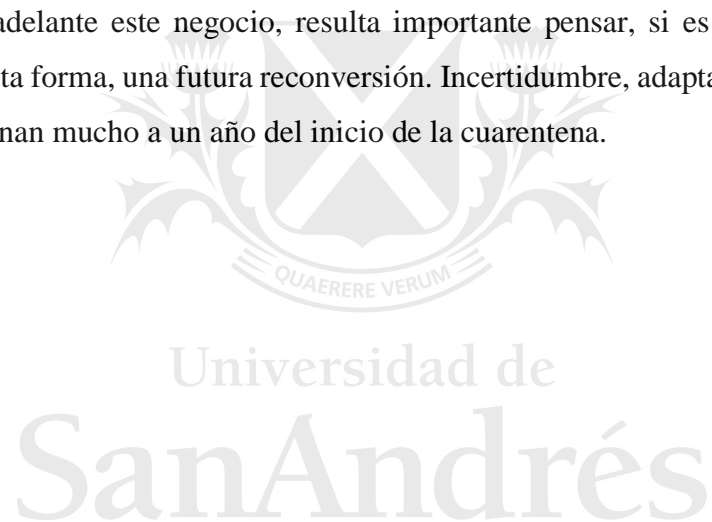 adelante este negocio, resulta importante pensar, si es
ta forma, una futura reconversión. Incertidumbre, adapta
nan mucho a un año del inicio de la cuarentena.
QUAERERE VERUM
Universidad de
SanAndrés